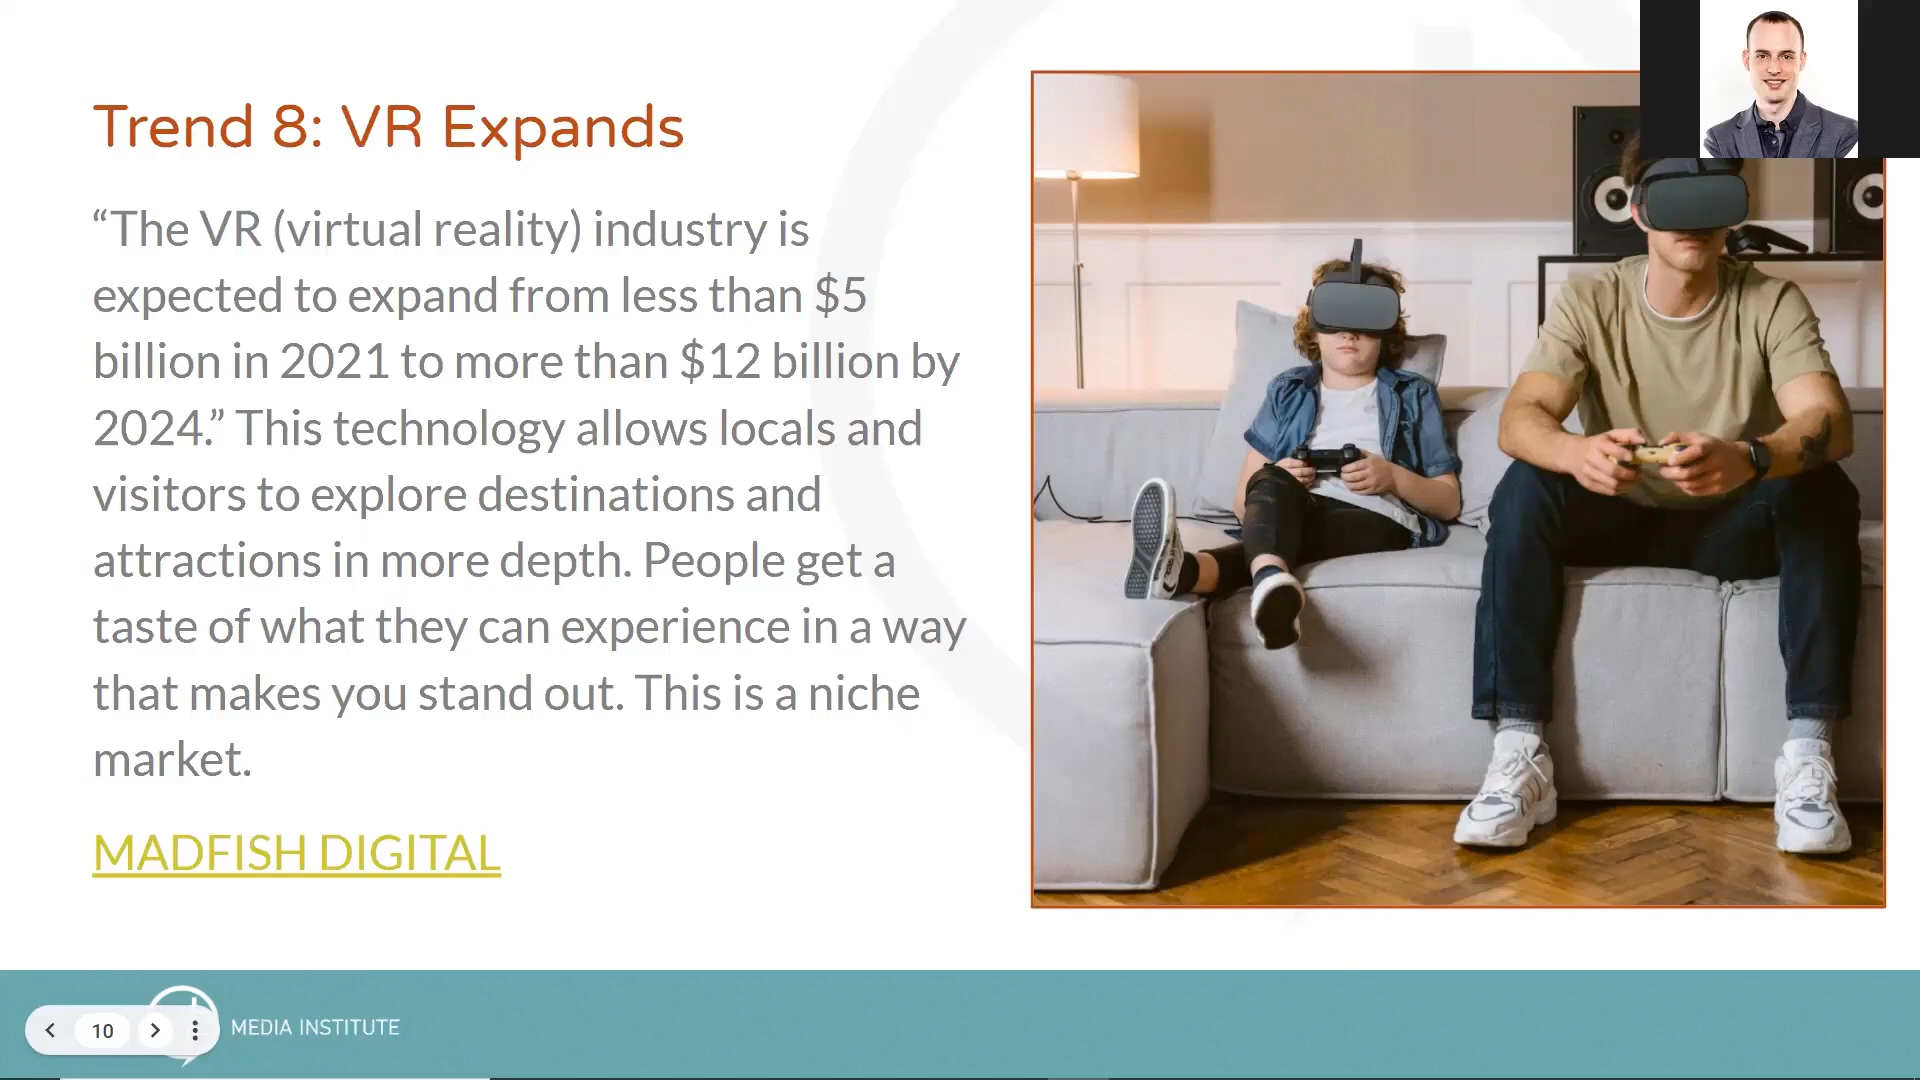 Trend 8: VR Expands
“The VR (virtual reality) industry is
expected to expand from less than $5
billion in 2021 to more than $12 billion by
2024.” This technology allows locals and
visitors to explore destinations and
attractions in more depth. People get a
taste of what they can experience in a way
that makes you stand out. This is a niche
market.
MADFISH DIGITAL
10
MEDIA INSTITUTE